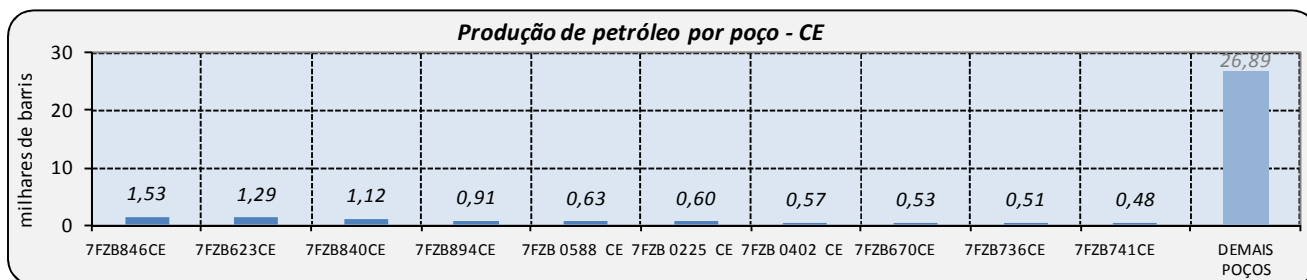 Produção de petróleo por poço - CE
milhares de barris
30
20
10
0
1,53
1,29
1,12
0,91
0,63
0,60
0,57
0,53
0,51
0,48
26,89
7FZB846CE
7FZB623CE
7FZB840CE
7FZB894CE
7FZB 0588 CE
7FZB 0225 CE
7FZB 0402 CE
7FZB670CE
7FZB736CE
7FZB741CE
DEMAIS
POÇOS